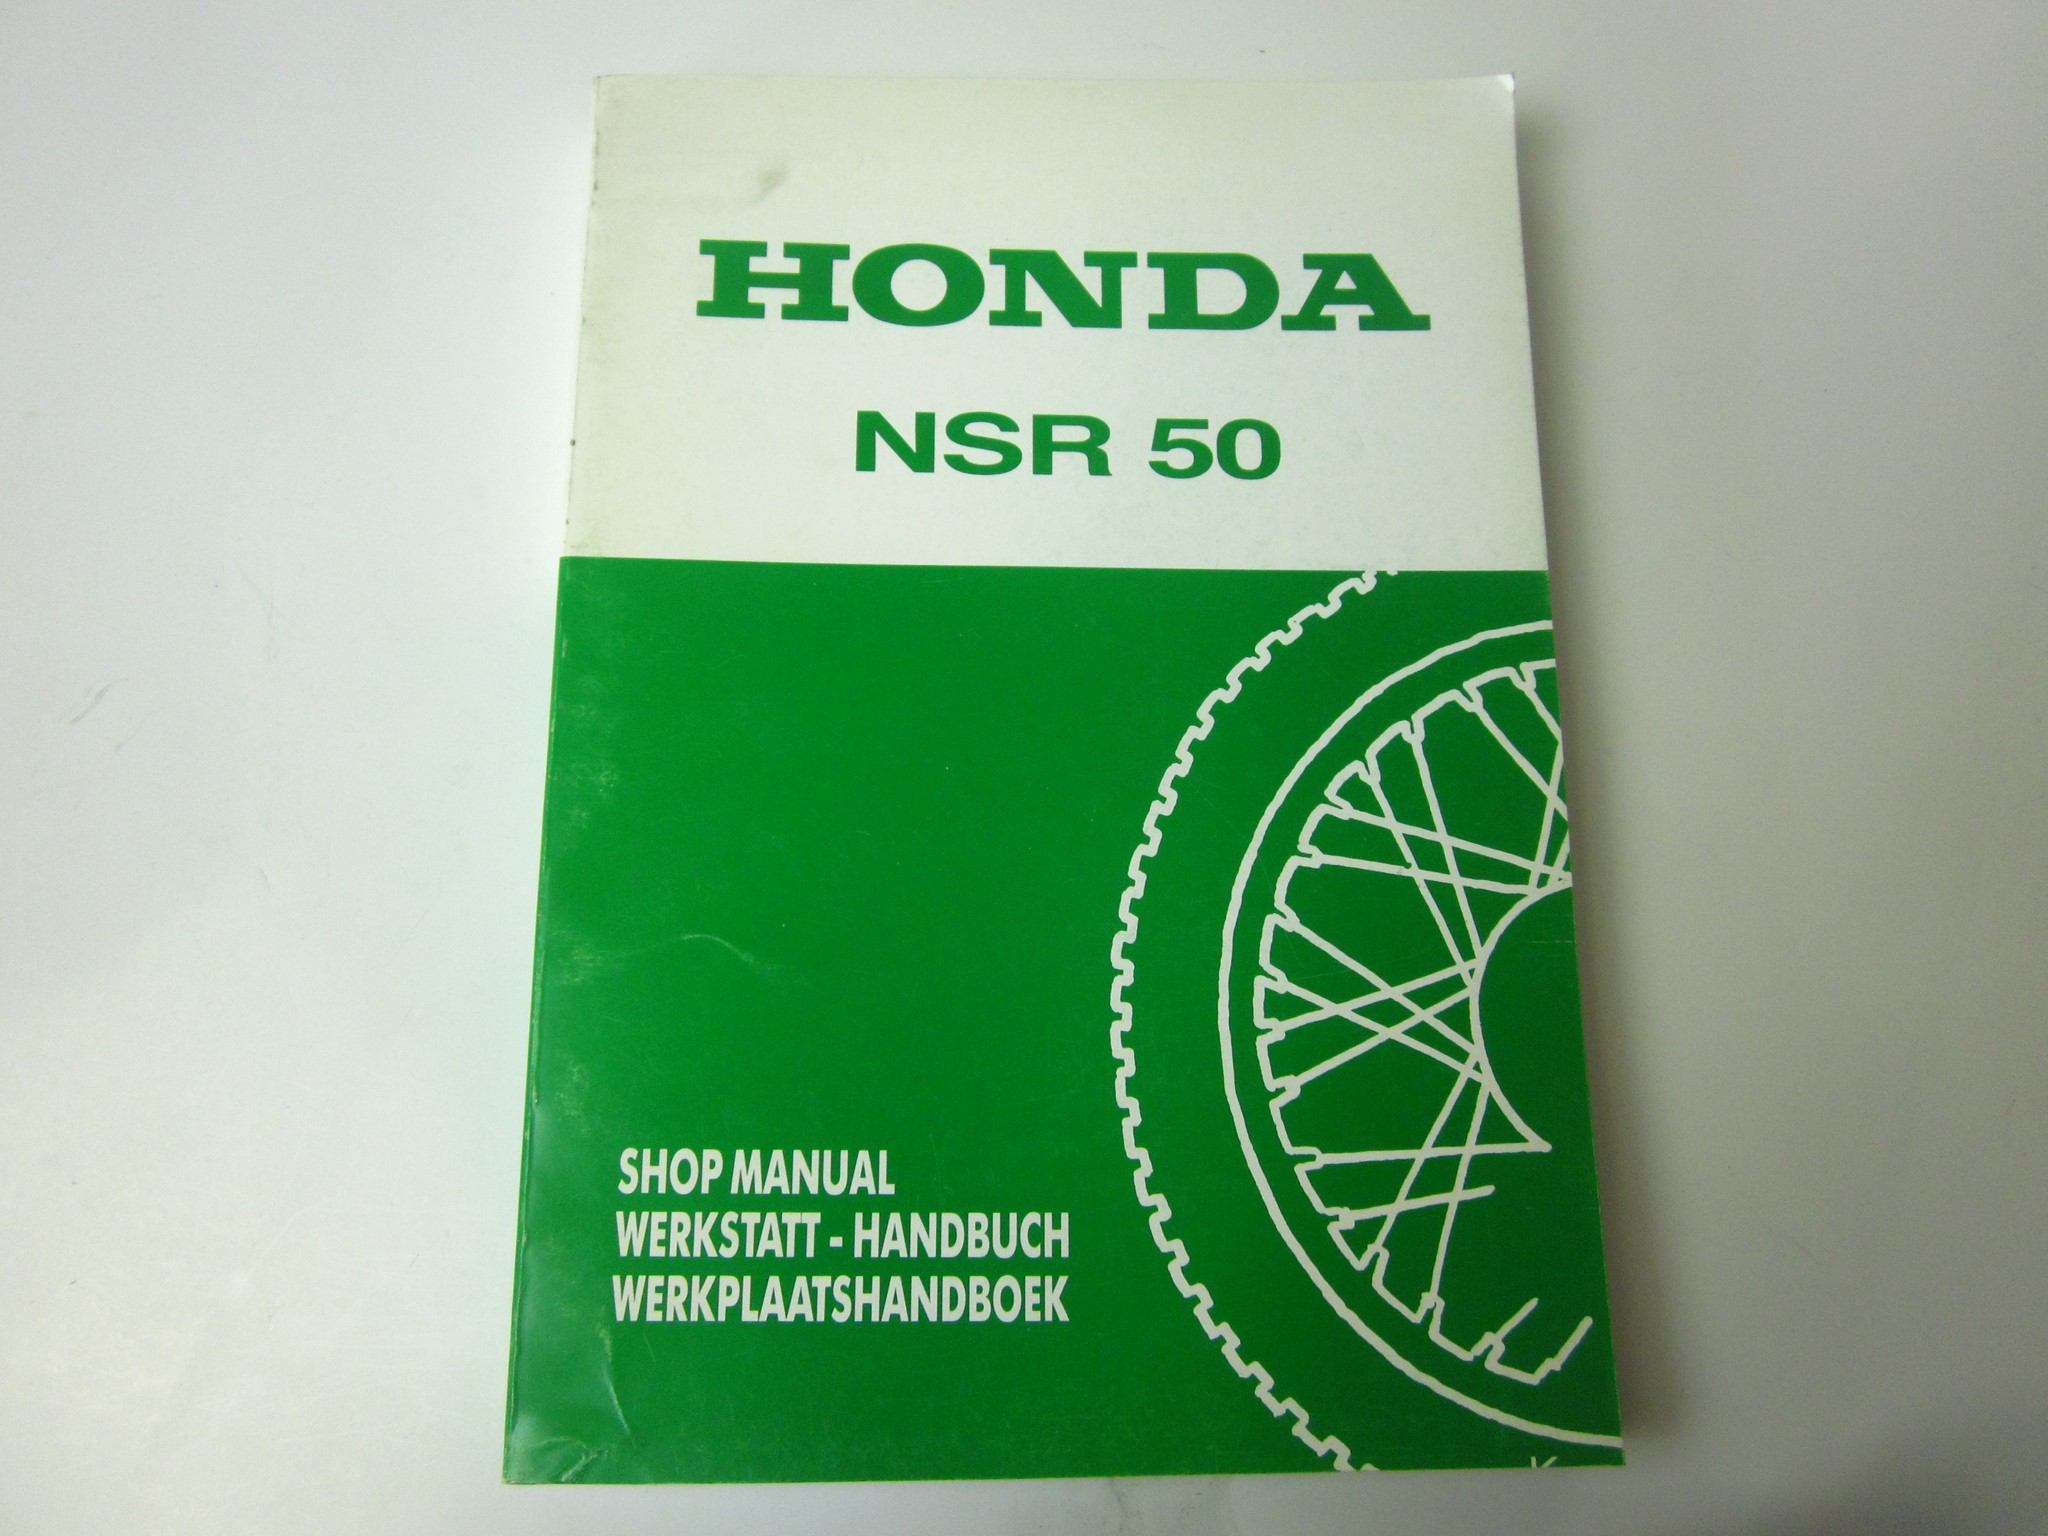 HONDA
NSR 50
SHOP MANUAL
WERKSTATT - HANDBUCH
WERKPLAATSHANDBOEK